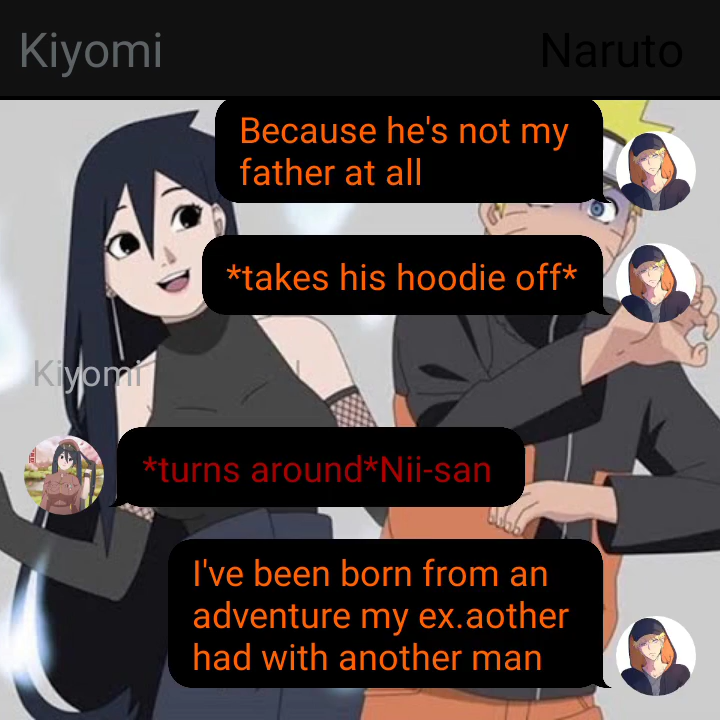 Kiyomi
Naruto
Because he's not my
father at all
*takes his hoodie off*
Kiyomi
*turns around*Nii-san
I've been born from an
adventure my ex.aother
had with another man